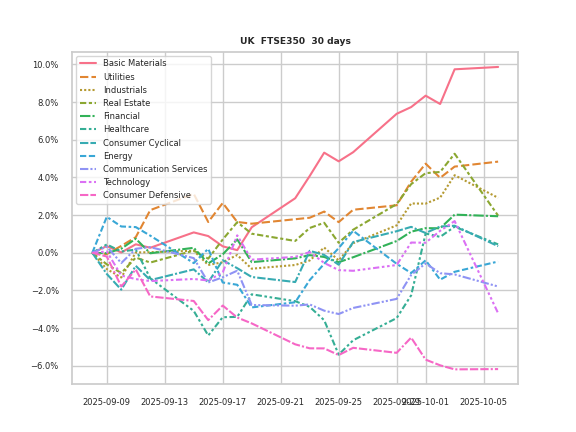 UK  FTSE350  30 days
10.0%
8.0%
6.0%
4.0%
2.0%
0.0%
−2.0%
−4.0%
−6.0%
Basic Materials
Utilities
Industrials
Real Estate
Financial
Healthcare
Consumer Cyclical
Energy
Communication Services
Technology
Consumer Defensive
2025-09-09
2025-09-13
2025-09-17
2025-09-21
2025-09-25
2025-09-29
2025-10-01
2025-10-05